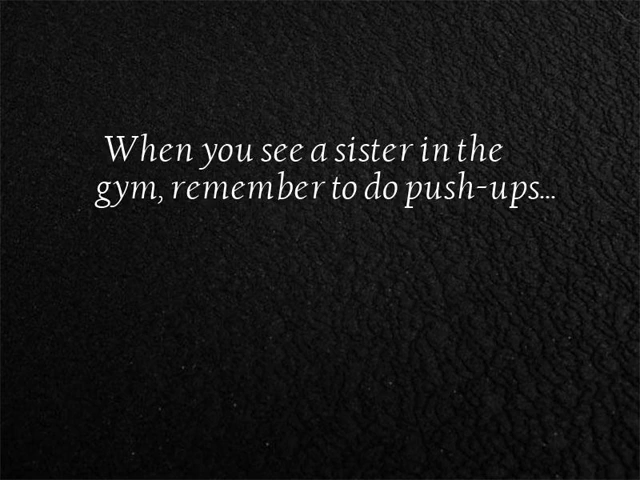 When you see a sister in the
gym, remember to do push-ups...